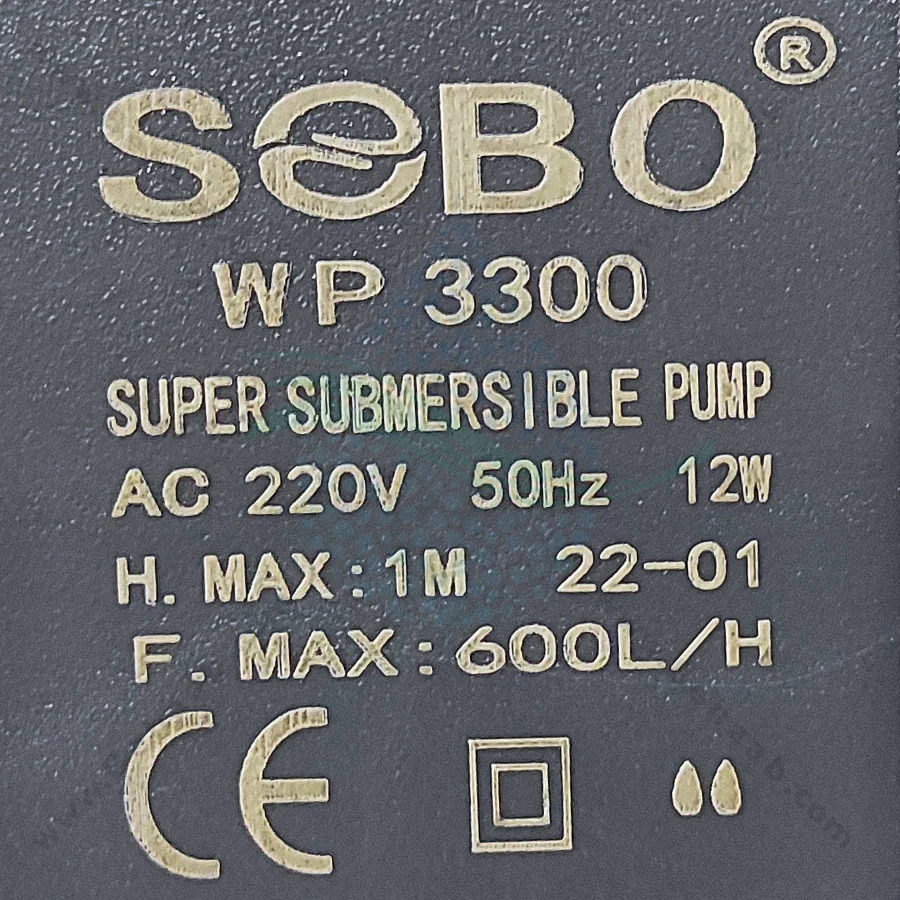 SOBO®
WP 3300
SUPER SUBMERSIBLE PUMP
AC 220V 50Hz 12W
H. MAX: 1M 22-01
F. MAX: 600L/H
CE